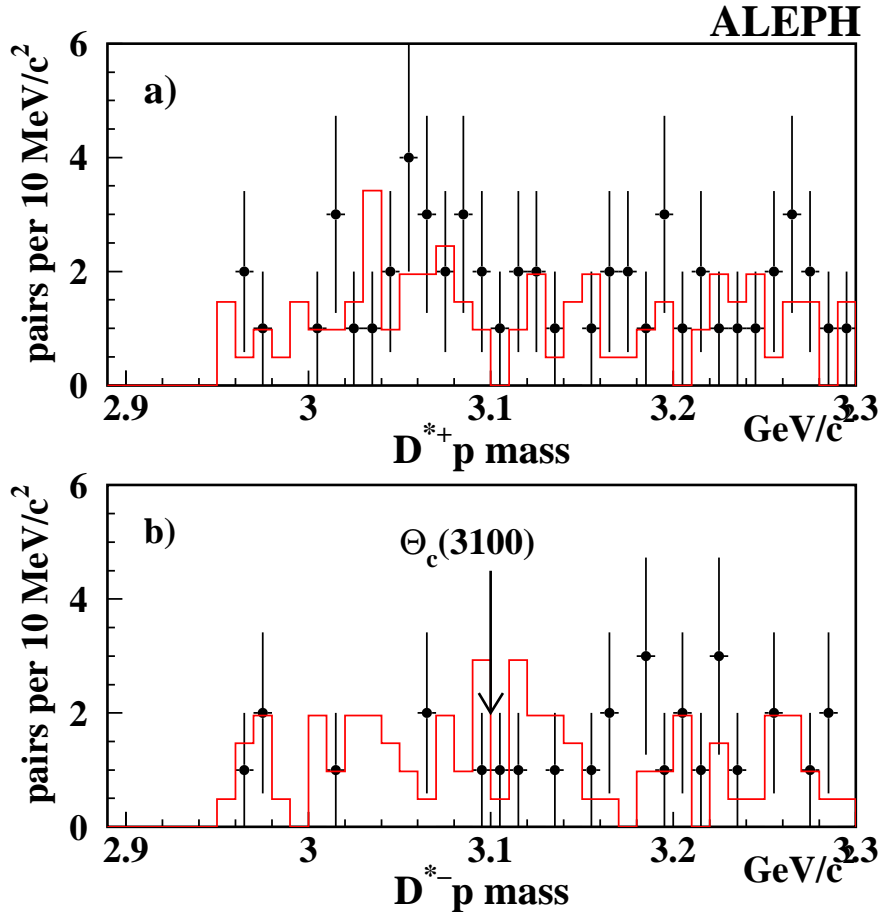 ALEPH
pairs per 10 MeV/c²
6
4
2
0
a)
2.9 3 3.1 3.2 3.3
GeV/c²
D*+p mass
pairs per 10 MeV/c²
6
4
2
0
b)
Θc(3100)
2.9 3 3.1 3.2 3.3
GeV/c²
D*−p mass